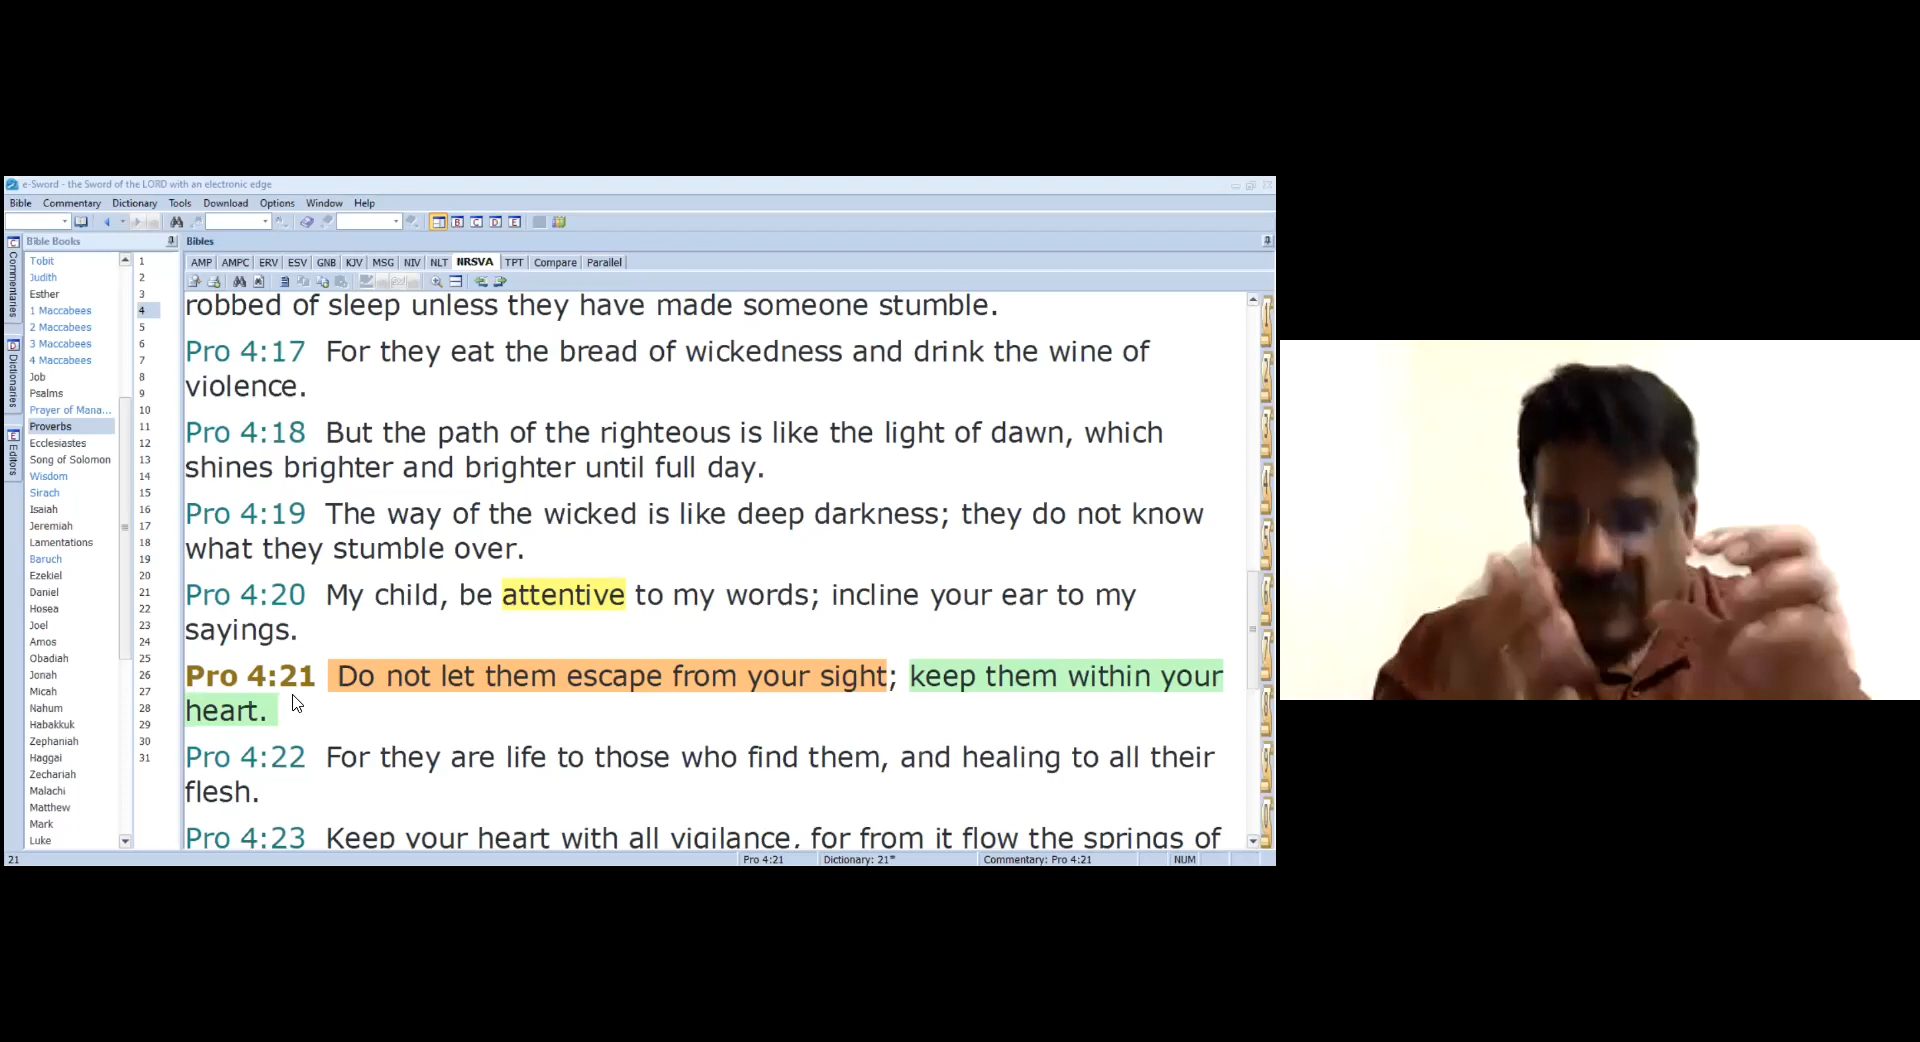 e-Sword - the Sword of the LORD with an electronic edge
Bible Commentary Dictionary Tools Download Options Window Help
B C D E
Bible Books
Bibles
C Commentaries
D Dictionaries
E Editors
Tobit
Judith
Esther
1 Maccabees
2 Maccabees
3 Maccabees
4 Maccabees
Job
Psalms
Prayer of Mana...
Proverbs
Ecclesiastes
Song of Solomon
Wisdom
Sirach
Isaiah
Jeremiah
Lamentations
Baruch
Ezekiel
Daniel
Hosea
Joel
Amos
Obadiah
Jonah
Micah
Nahum
Habakkuk
Zephaniah
Haggai
Zechariah
Malachi
Matthew
Mark
Luke
1
2
3
4
5
6
7
8
9
10
11
12
13
14
15
16
17
18
19
20
21
22
23
24
25
26
27
28
29
30
31
AMP AMPC ERV ESV GNB KJV MSG NIV NLT NRSVA TPT Compare Parallel
robbed of sleep unless they have made someone stumble.
Pro 4:17 For they eat the bread of wickedness and drink the wine of
violence.
Pro 4:18 But the path of the righteous is like the light of dawn, which
shines brighter and brighter until full day.
Pro 4:19 The way of the wicked is like deep darkness; they do not know
what they stumble over.
Pro 4:20 My child, be attentive to my words; incline your ear to my
sayings.
Pro 4:21 Do not let them escape from your sight; keep them within your
heart.
Pro 4:22 For they are life to those who find them, and healing to all their
flesh.
Pro 4:23 Keep your heart with all vigilance, for from it flow the springs of
1
2
3
4
5
6
7
8
9
0
21 Pro 4:21 Dictionary: 21* Commentary: Pro 4:21 NUM